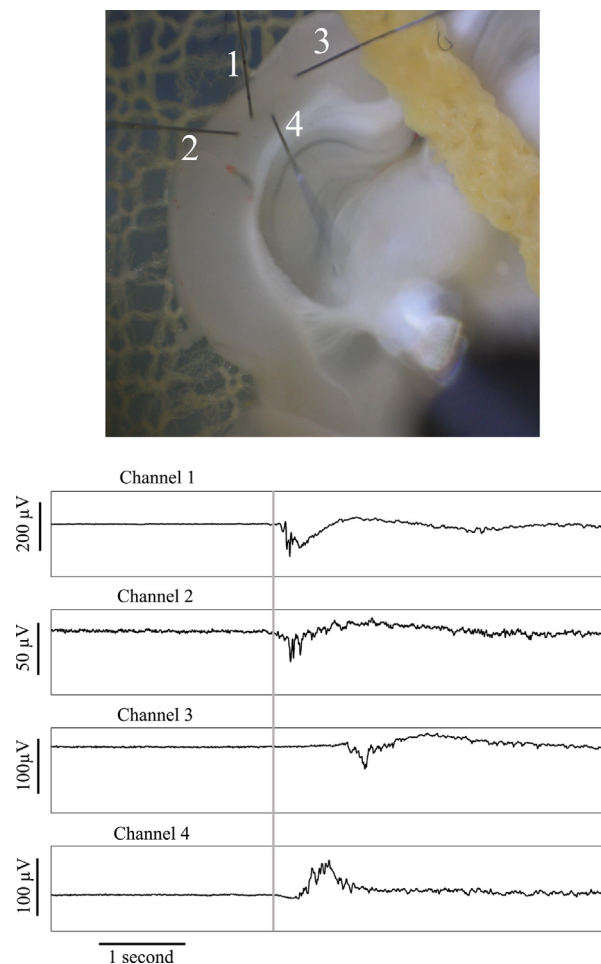 3
1
4
2
Channel 1
200 µV
Channel 2
50 µV
Channel 3
100µV
Channel 4
100 µV
1 second